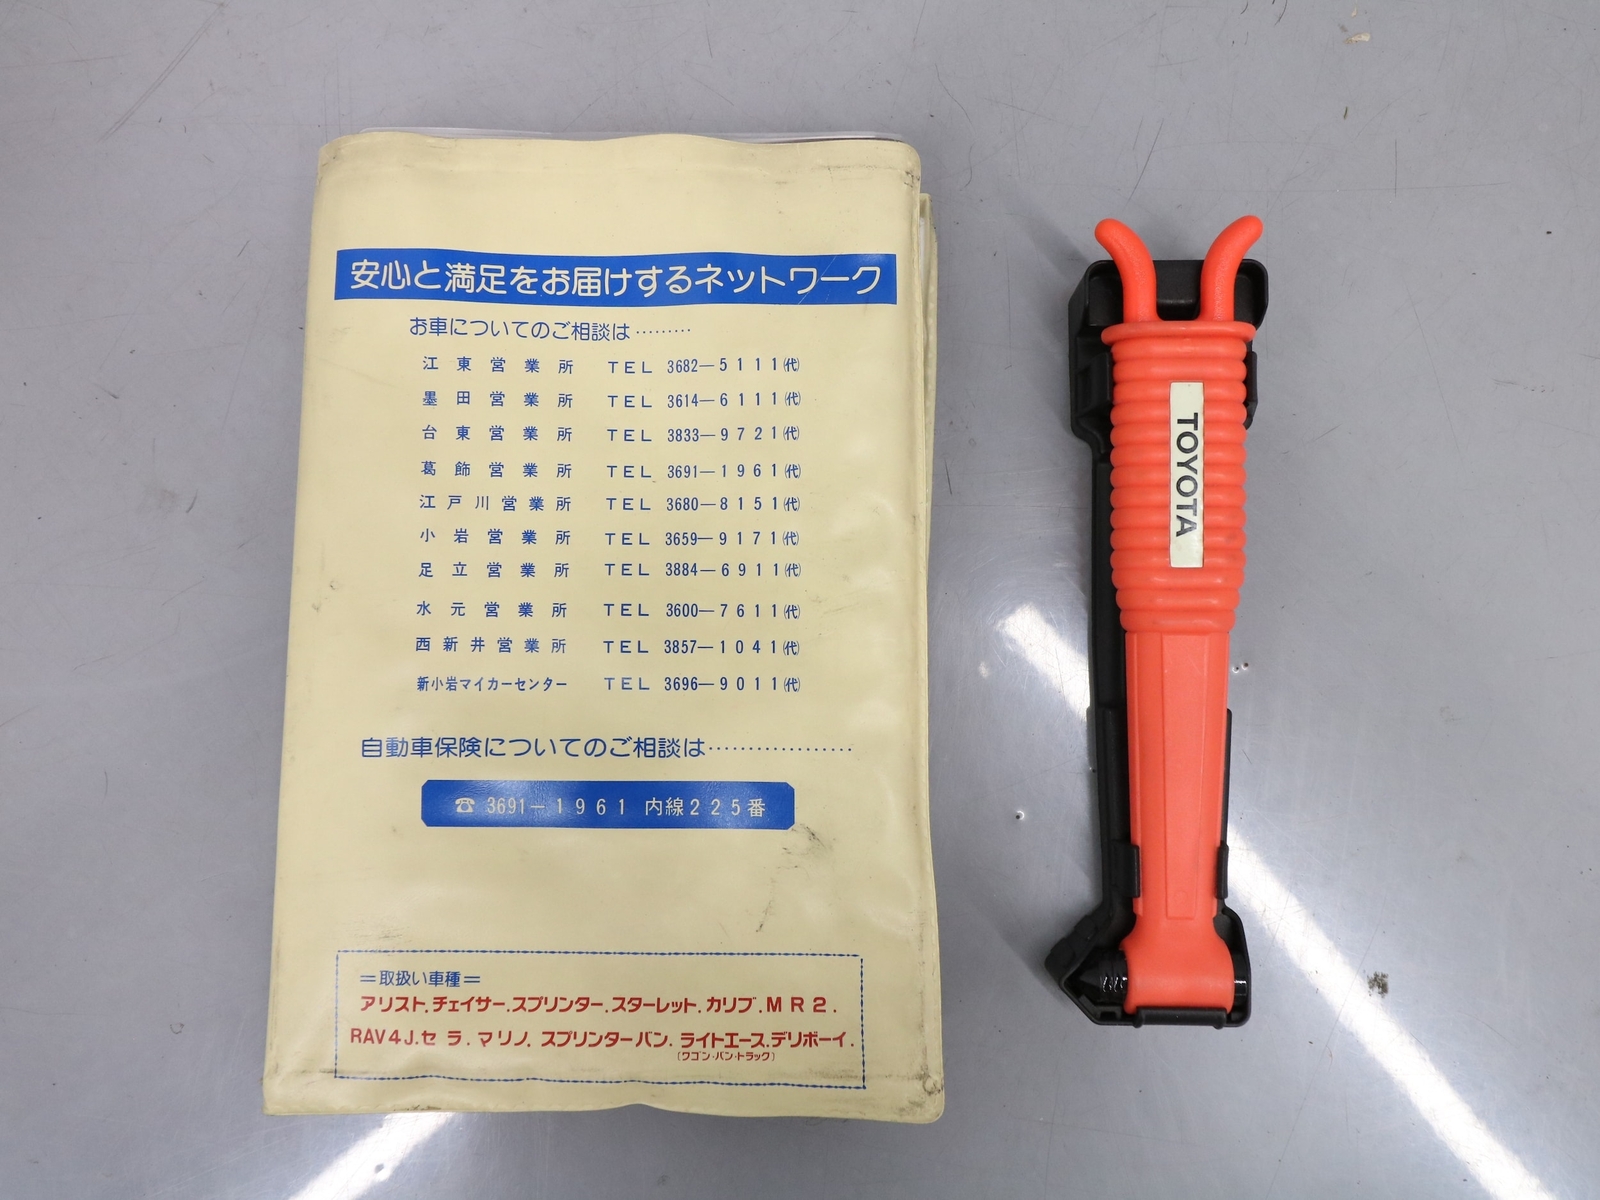 安心と満足をお届けするネットワーク
お車についてのご相談は………
江東営業所 TEL 3682-5111㈹
墨田営業所 TEL 3614-6111㈹
台東営業所 TEL 3833-9721㈹
葛飾営業所 TEL 3691-1961㈹
江戸川営業所 TEL 3680-8151㈹
小岩営業所 TEL 3659-9171㈹
足立営業所 TEL 3884-6911㈹
水元営業所 TEL 3600-7611㈹
西新井営業所 TEL 3857-1041㈹
新小岩マイカーセンター TEL 3696-9011㈹
自動車保険についてのご相談は………………
☎ 3691-1961 内線225番
=取扱い車種=
アリスト.チェイサー.スプリンター.スターレット.カリブ.MR2.
RAV4J.セラ.マリノ.スプリンターバン.ライトエース.デリボーイ.
(ワゴン・バン・トラック)
TOYOTA